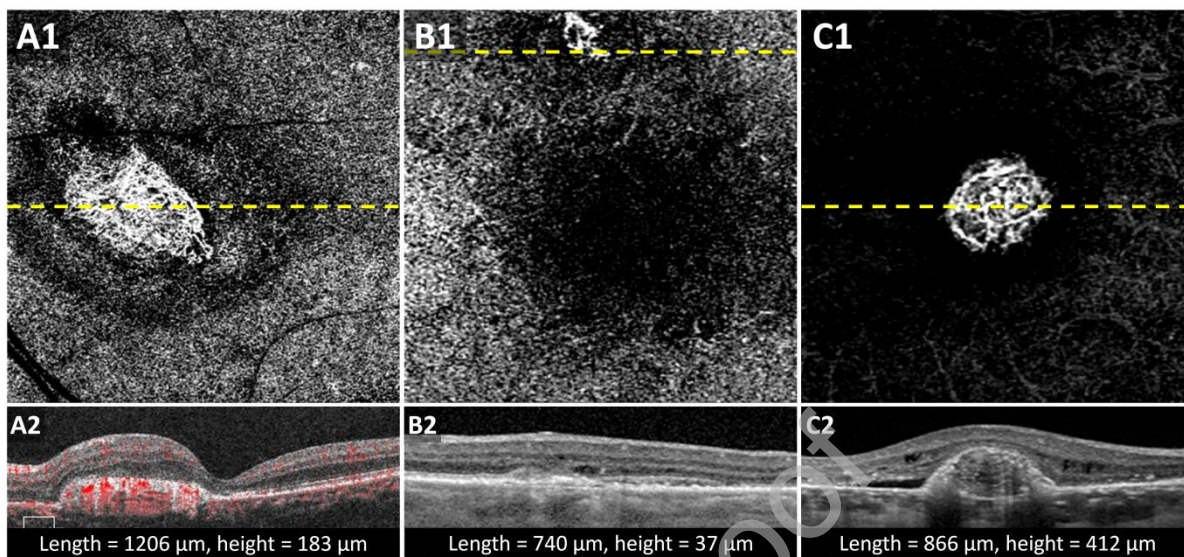 A1
B1
C1
A2
B2
C2
Length = 1206 µm, height = 183 µm
Length = 740 µm, height = 37 µm
Length = 866 µm, height = 412 µm